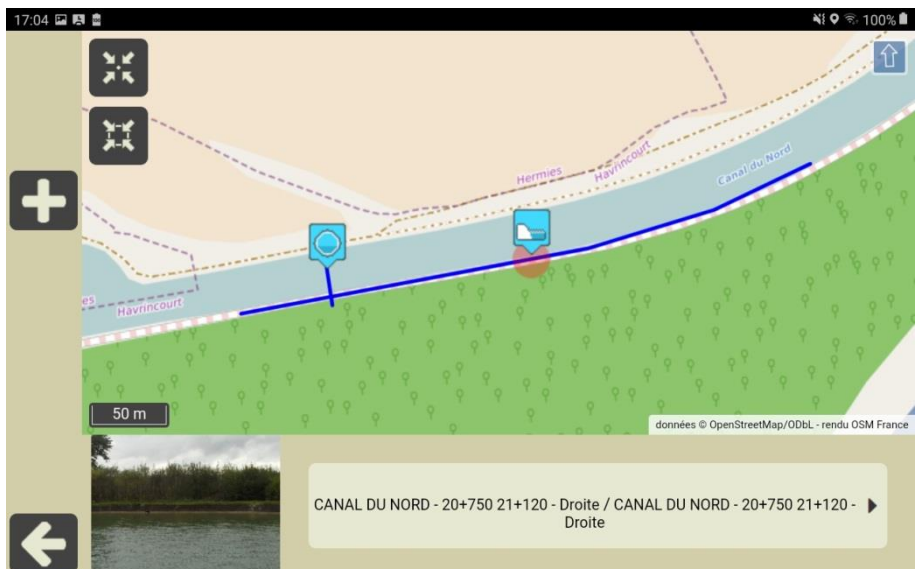 17:04
100%
Hermies
Havrincourt
Canal du Nord
es
Havrincourt
50 m
données © OpenStreetMap/ODbL - rendu OSM France
CANAL DU NORD - 20+750 21+120 - Droite / CANAL DU NORD - 20+750 21+120 -
Droite